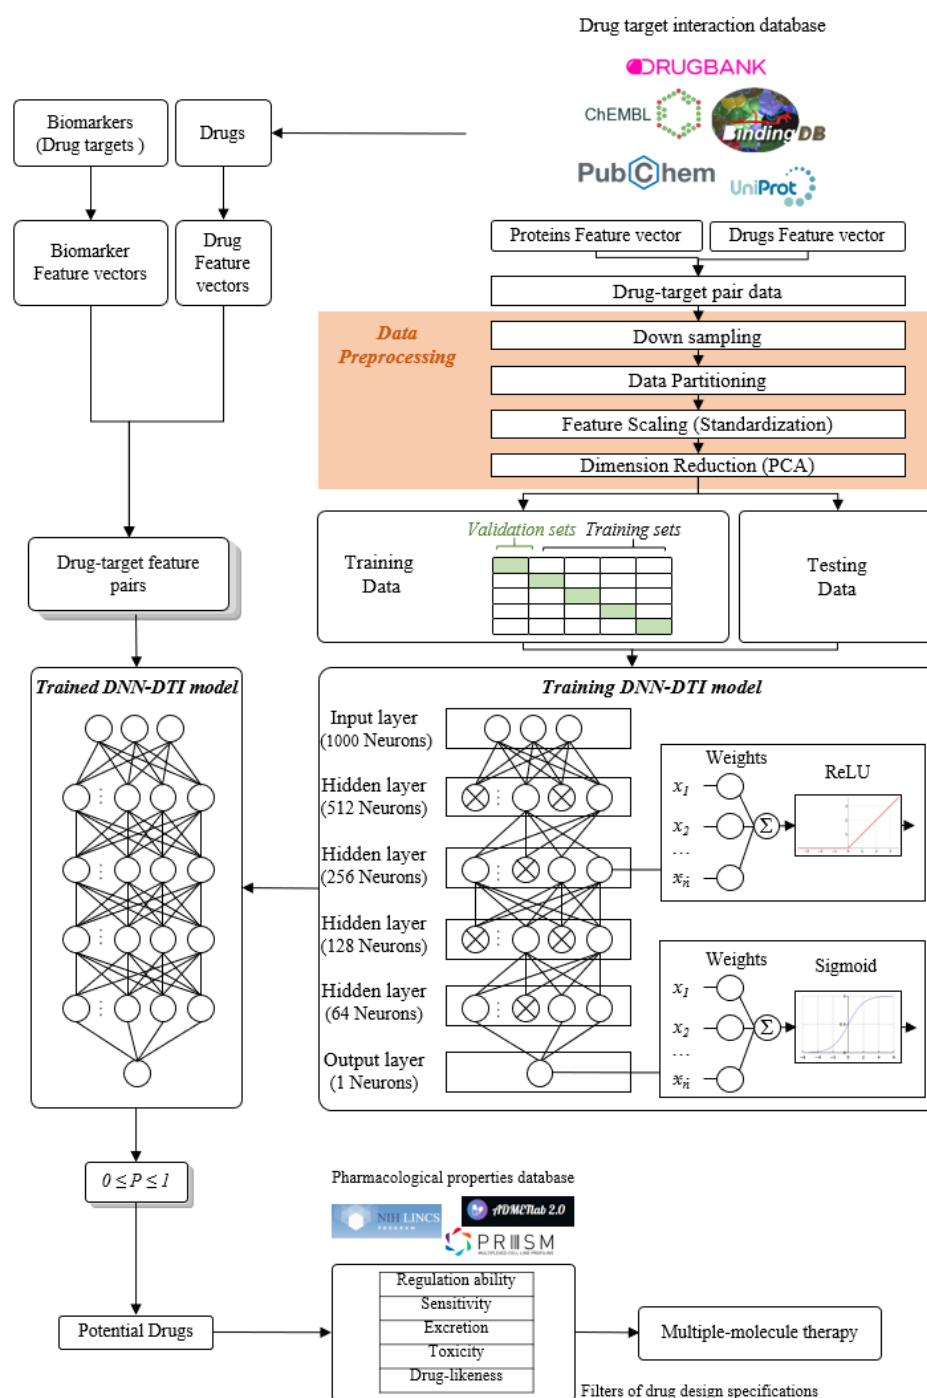 Drug target interaction database
DRUGBANK
ChEMBL
BindingDB
PubChem
UniProt
Biomarkers
(Drug targets )
Drugs
Biomarker
Feature vectors
Drug
Feature
vectors
Proteins Feature vector
Drugs Feature vector
Drug-target pair data
Data
Preprocessing
Down sampling
Data Partitioning
Feature Scaling (Standardization)
Dimension Reduction (PCA)
Validation sets
Training sets
Training
Data
Testing
Data
Drug-target feature
pairs
Trained DNN-DTI model
Training DNN-DTI model
Input layer
(1000 Neurons)
Hidden layer
(512 Neurons)
Hidden layer
(256 Neurons)
Hidden layer
(128 Neurons)
Hidden layer
(64 Neurons)
Output layer
(1 Neurons)
Weights
ReLU
x1
x2
...
xn
Σ
Weights
Sigmoid
x1
x2
...
xn
Σ
0 ≤ P ≤ 1
Potential Drugs
Pharmacological properties database
NIH LINCS
PROGRAM
ADMETlab 2.0
PRISM
MULTIPLEXED CELL LINE PROFILING
Regulation ability
Sensitivity
Excretion
Toxicity
Drug-likeness
Multiple-molecule therapy
Filters of drug design specifications